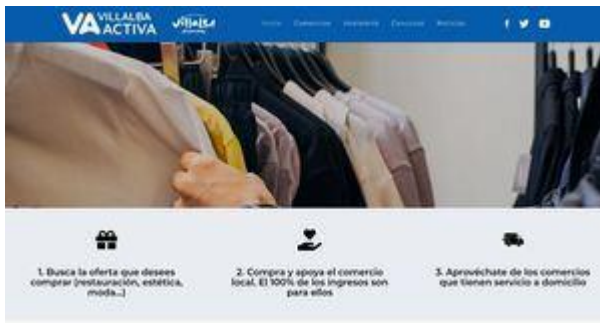 VA VILLALBA ACTIVA
Villalba
Inicio Comercios Hostelería Concurso Noticias
1. Busca la oferta que desees
comprar (restauración, estética,
moda...)
2. Compra y apoya el comercio
local. El 100% de los ingresos son
para ellos
3. Aprovéchate de los comercios
que tienen servicio a domicilio